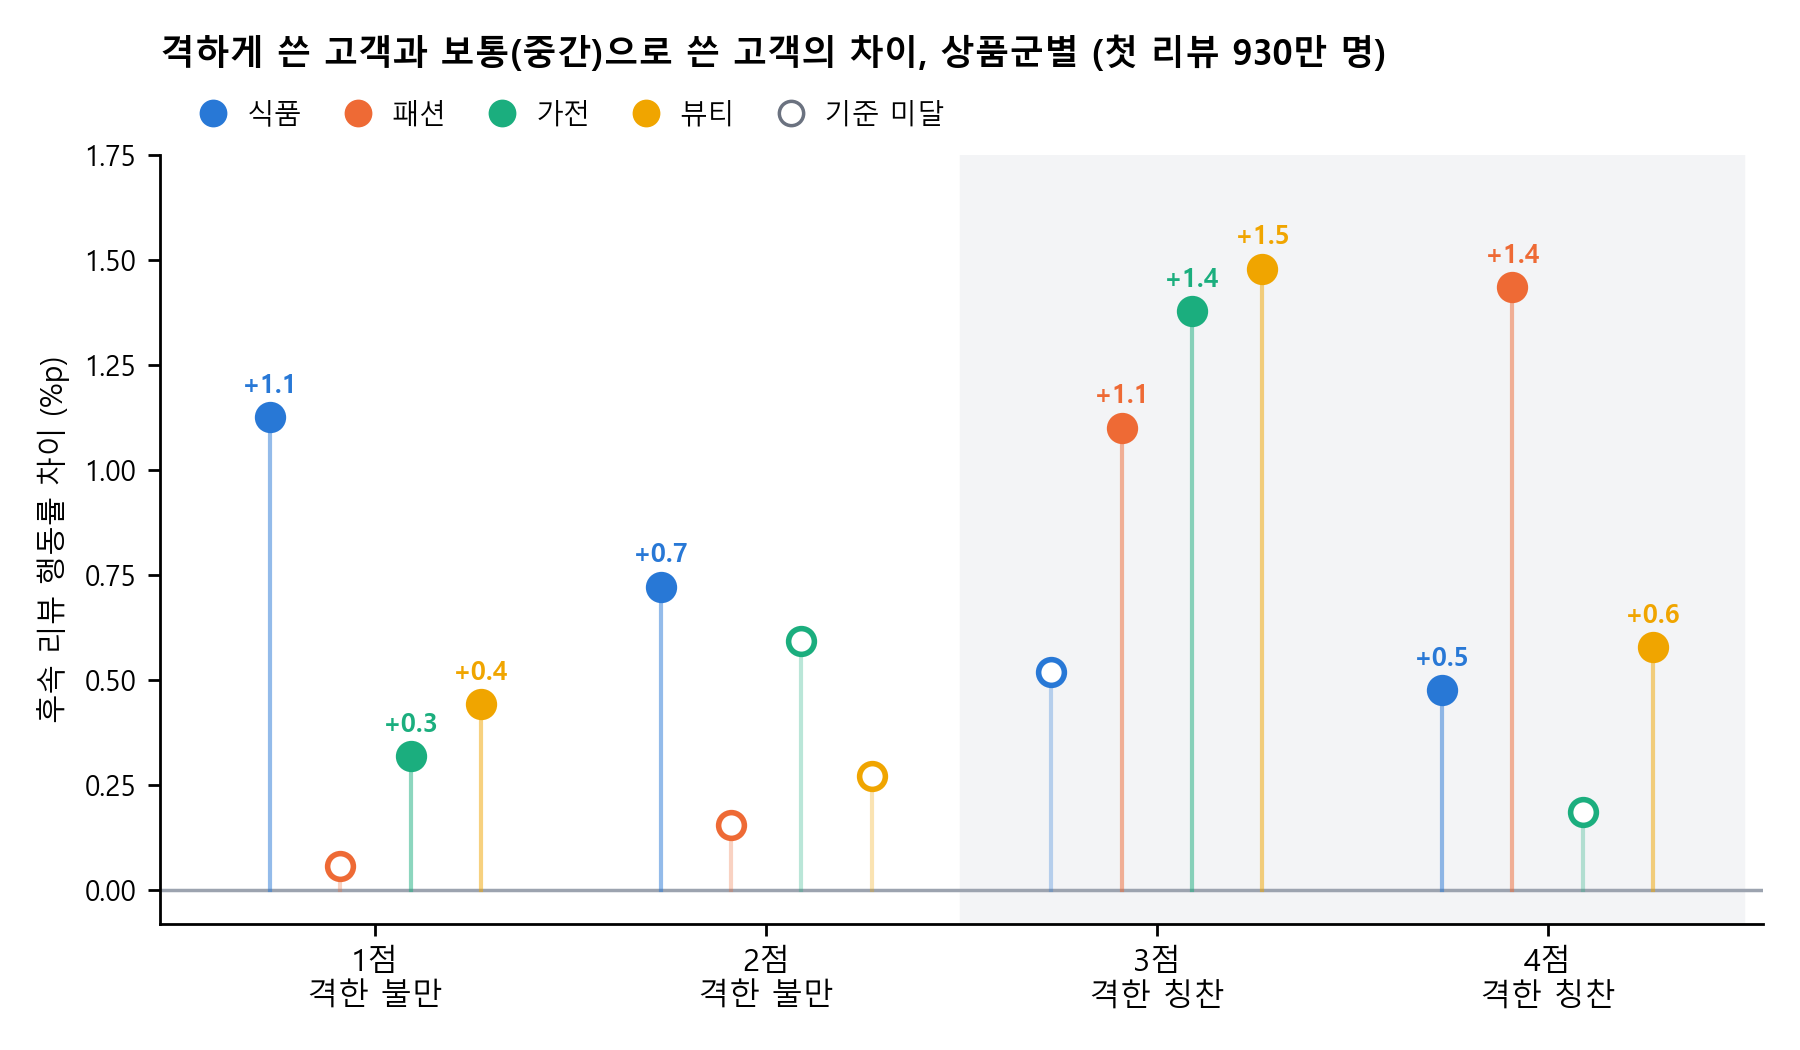 격하게 쓴 고객과 보통(중간)으로 쓴 고객의 차이, 상품군별 (첫 리뷰 930만 명)
식품 패션 가전 뷰티 기준 미달
후속 리뷰 행동률 차이 (%p)
1.75
1.50
1.25
1.00
0.75
0.50
0.25
0.00
+1.1
+0.3
+0.4
+0.7
+1.1
+1.4
+1.5
+0.5
+1.4
+0.6
1점
격한 불만
2점
격한 불만
3점
격한 칭찬
4점
격한 칭찬